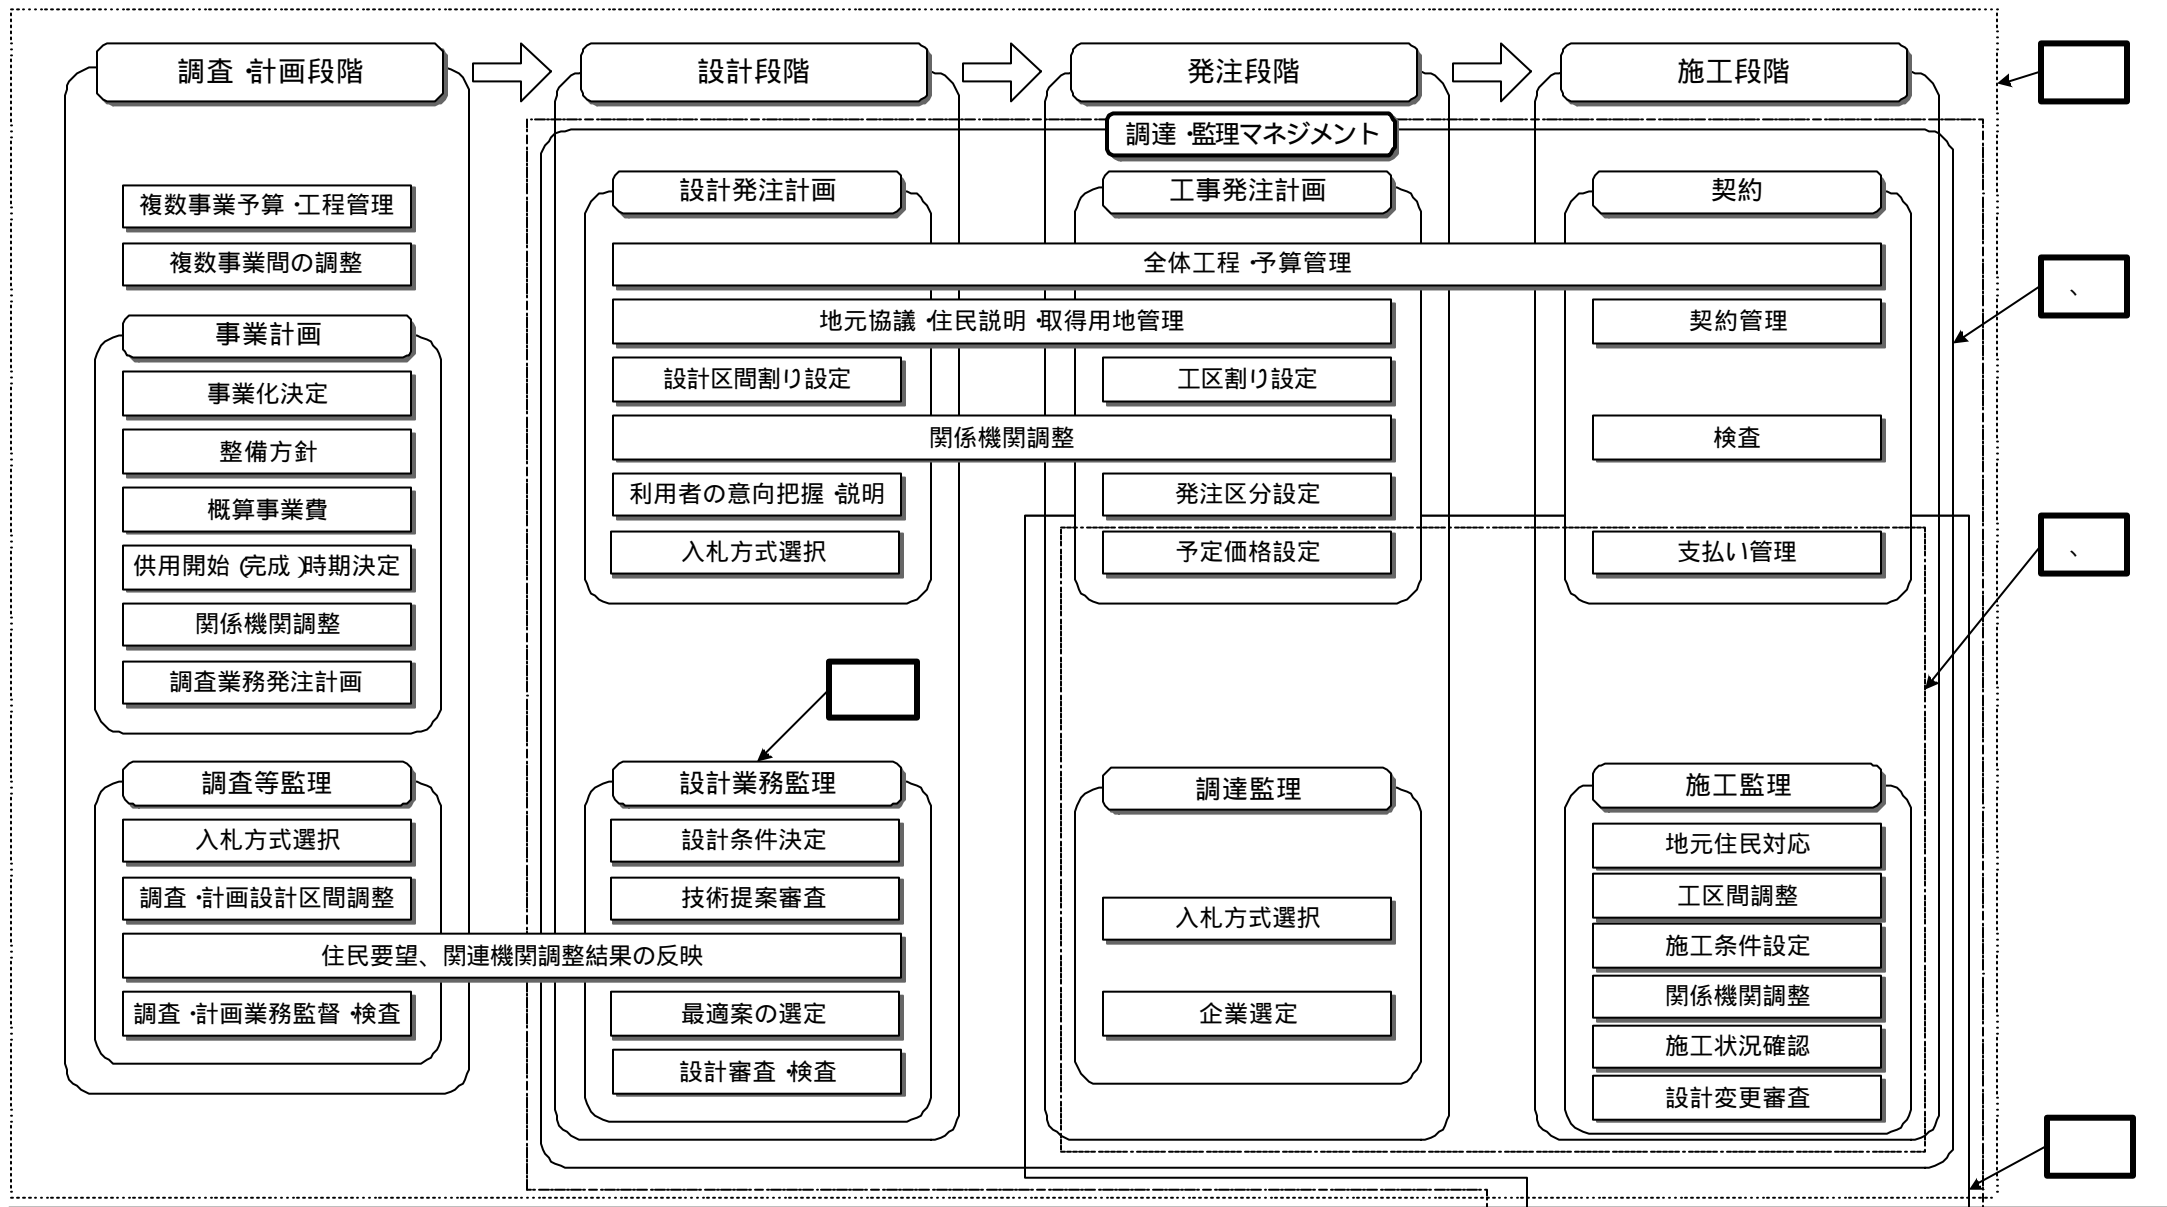 調査・計画段階
設計段階
発注段階
施工段階
調達・監理マネジメント
複数事業予算・工程管理
複数事業間の調整
事業計画
事業化決定
整備方針
概算事業費
供用開始(完成)時期決定
関係機関調整
調査業務発注計画
調査等監理
入札方式選択
調査・計画設計区間調整
住民要望、関連機関調整結果の反映
調査・計画業務監督・検査
設計発注計画
全体工程・予算管理
地元協議・住民説明・取得用地管理
設計区間割り設定
関係機関調整
利用者の意向把握・説明
入札方式選択
設計業務監理
設計条件決定
技術提案審査
最適案の選定
設計審査・検査
工事発注計画
工区割り設定
発注区分設定
予定価格設定
調達監理
入札方式選択
企業選定
契約
契約管理
検査
支払い管理
施工監理
地元住民対応
工区間調整
施工条件設定
関係機関調整
施工状況確認
設計変更審査
、
、